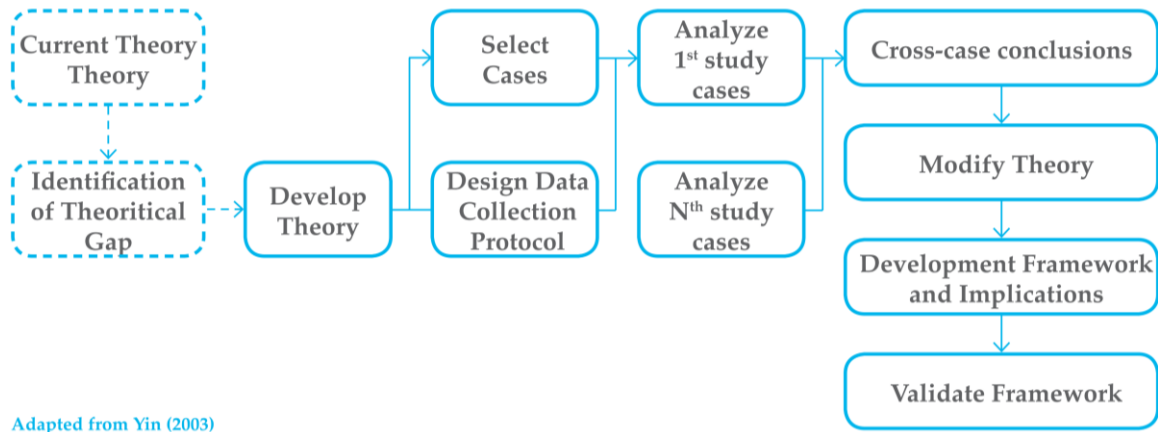 Current Theory
Theory
Identification
of Theoritical
Gap
Develop
Theory
Select
Cases
Design Data
Collection
Protocol
Analyze
1st study
cases
Analyze
Nth study
cases
Cross-case conclusions
Modify Theory
Development Framework
and Implications
Validate Framework
Adapted from Yin (2003)